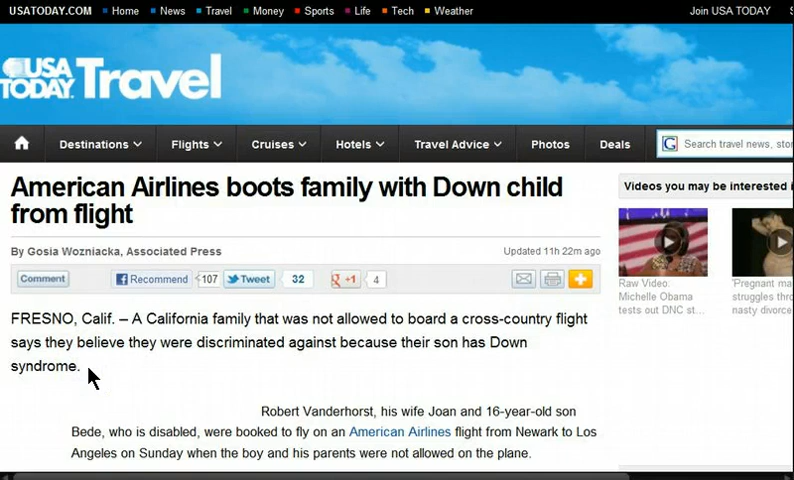 USATODAY.COM Home News Travel Money Sports Life Tech Weather Join USA TODAY
USA TODAY. Travel
Destinations Flights Cruises Hotels Travel Advice Photos Deals Search travel news, sto
American Airlines boots family with Down child
from flight
By Gosia Wozniacka, Associated Press Updated 11h 22m ago
Comment Recommend 107 Tweet 32 +1 4
FRESNO, Calif. – A California family that was not allowed to board a cross-country flight
says they believe they were discriminated against because their son has Down
syndrome.
Robert Vanderhorst, his wife Joan and 16-year-old son
Bede, who is disabled, were booked to fly on an American Airlines flight from Newark to Los
Angeles on Sunday when the boy and his parents were not allowed on the plane.
Videos you may be interested i
Raw Video:
Michelle Obama
tests out DNC st...
'Pregnant ma
struggles thro
nasty divorce